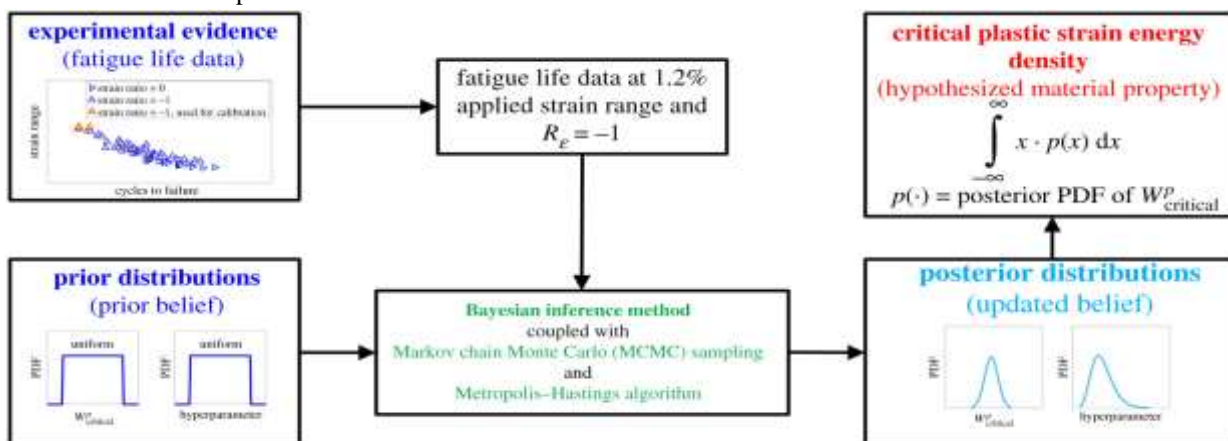 experimental evidence
(fatigue life data)
strain ratio = 0
strain ratio = −1
strain ratio = −1, used for calibration
strain range
cycles to failure
fatigue life data at 1.2%
applied strain range and
Rε = −1
critical plastic strain energy
density
(hypothesized material property)
∞
∫ x · p(x) dx
−∞
p(·) = posterior PDF of W^p_critical
prior distributions
(prior belief)
uniform
PDF
W^p_critical
uniform
PDF
hyperparameter
Bayesian inference method
coupled with
Markov chain Monte Carlo (MCMC) sampling
and
Metropolis–Hastings algorithm
posterior distributions
(updated belief)
PDF
W^p_critical
PDF
hyperparameter